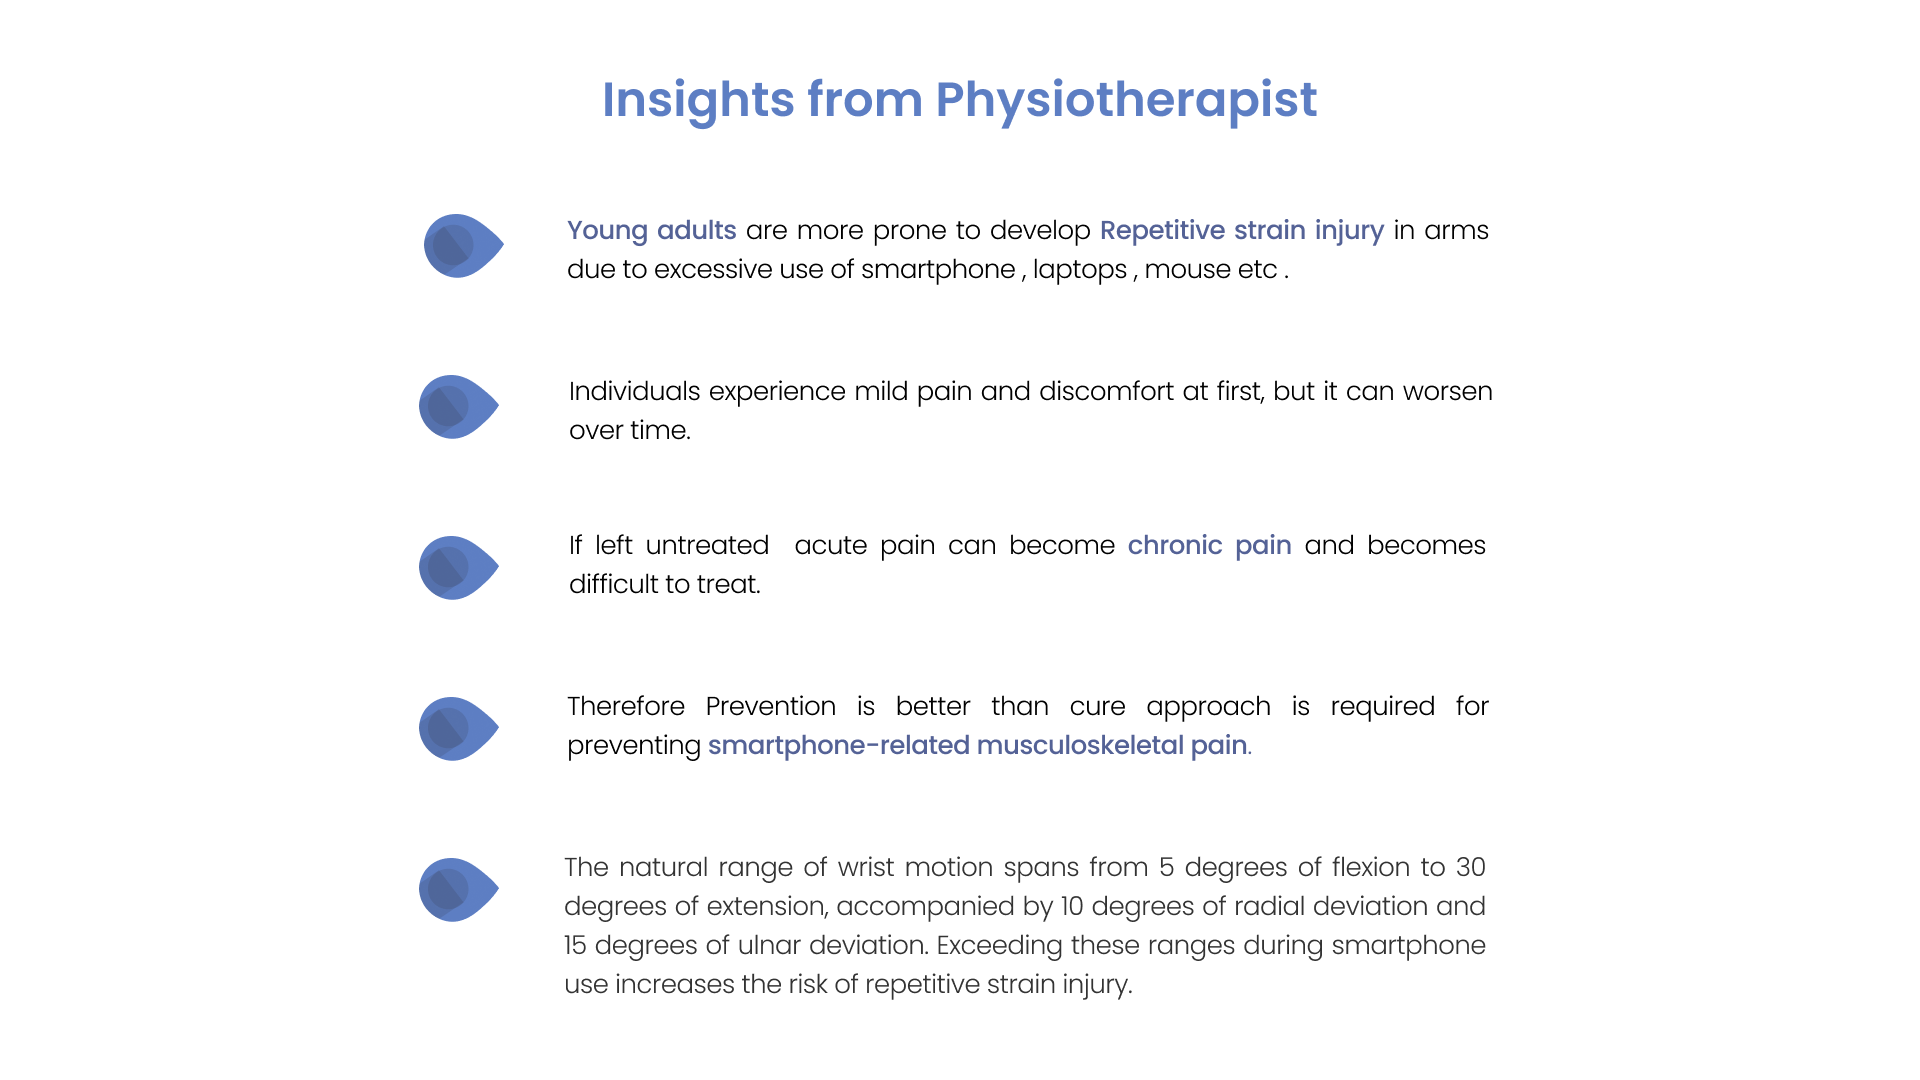 Insights from Physiotherapist
Young adults are more prone to develop Repetitive strain injury in arms
due to excessive use of smartphone , laptops , mouse etc .
Individuals experience mild pain and discomfort at first, but it can worsen
over time.
If left untreated  acute pain can become chronic pain and becomes
difficult to treat.
Therefore Prevention is better than cure approach is required for
preventing smartphone-related musculoskeletal pain.
The natural range of wrist motion spans from 5 degrees of flexion to 30
degrees of extension, accompanied by 10 degrees of radial deviation and
15 degrees of ulnar deviation. Exceeding these ranges during smartphone
use increases the risk of repetitive strain injury.